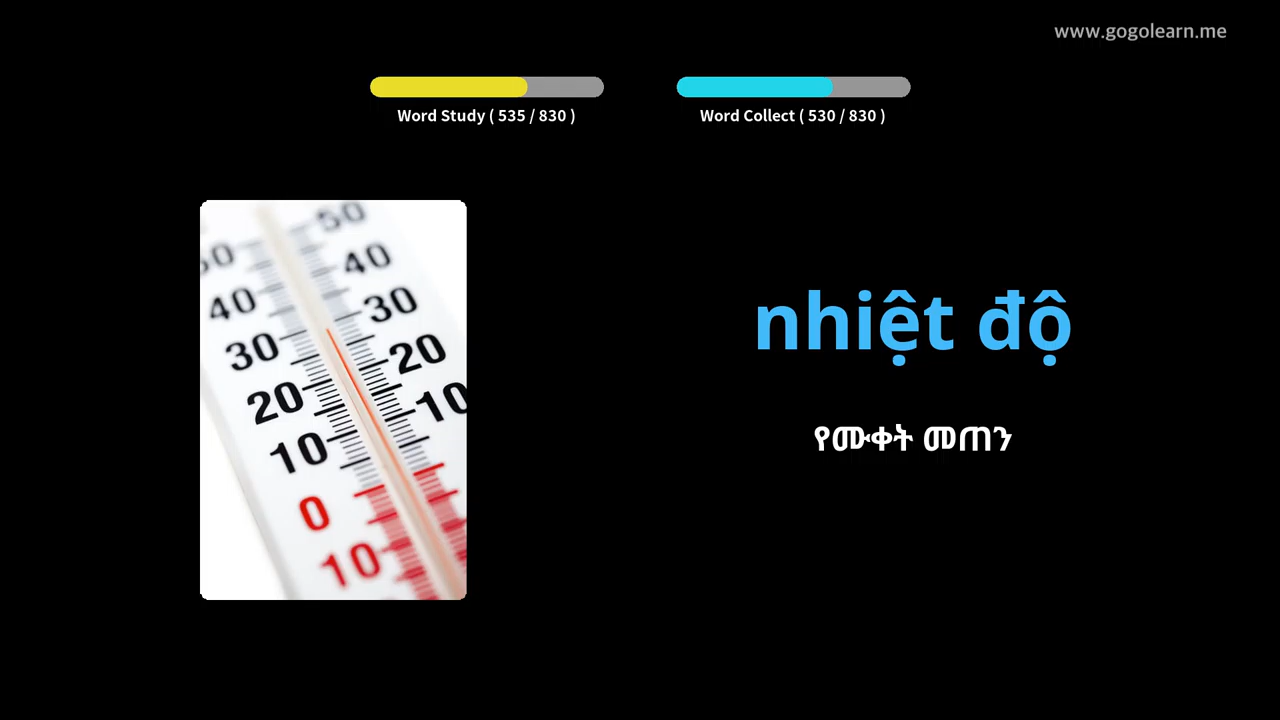 www.gogolearn.me
Word Study ( 535 / 830 )
Word Collect ( 530 / 830 )
50
50
40
40
30
30
20
20
10
10
0
10
nhiệt độ
የሙቀት መጠን